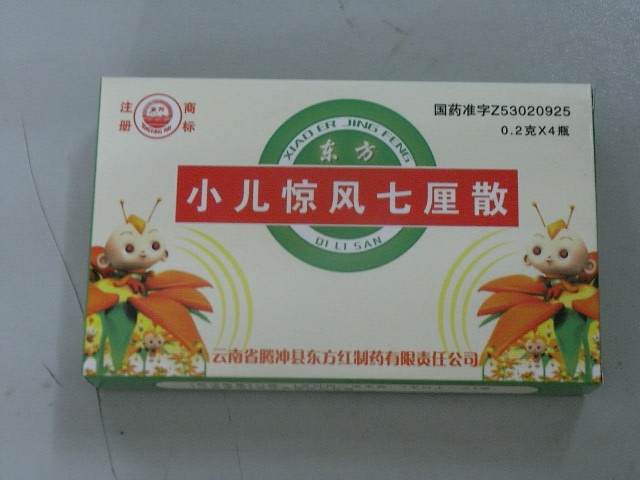 注册商标
国药准字Z53020925
0.2克X4瓶
XIAO ER JING FENG
东方
小儿惊风七厘散
QI LI SAN
云南省腾冲县东方红制药有限责任公司